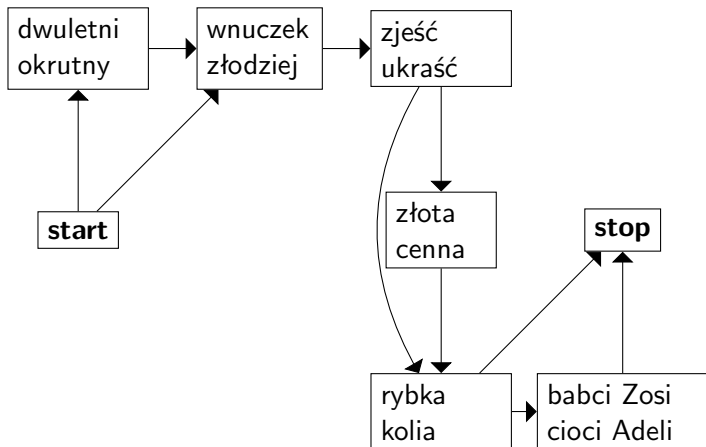 dwuletni
okrutny
wnuczek
złodziej
zjeść
ukraść
start
złota
cenna
stop
rybka
kolia
babci Zosi
cioci Adeli